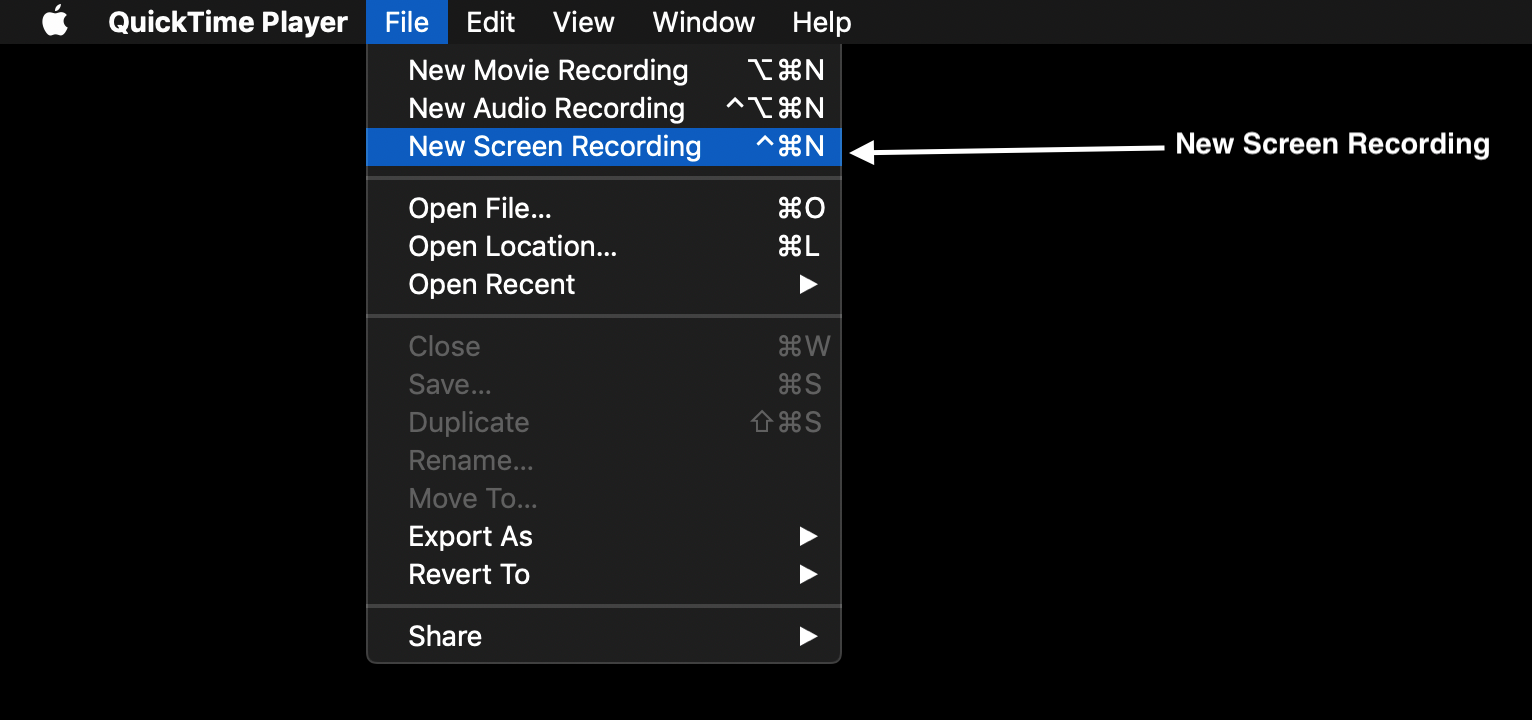 QuickTime Player File Edit View Window Help
New Movie Recording ⌥⌘N
New Audio Recording ^⌥⌘N
New Screen Recording ^⌘N New Screen Recording
Open File... ⌘O
Open Location... ⌘L
Open Recent ▶
Close ⌘W
Save... ⌘S
Duplicate ⇧⌘S
Rename...
Move To...
Export As ▶
Revert To ▶
Share ▶